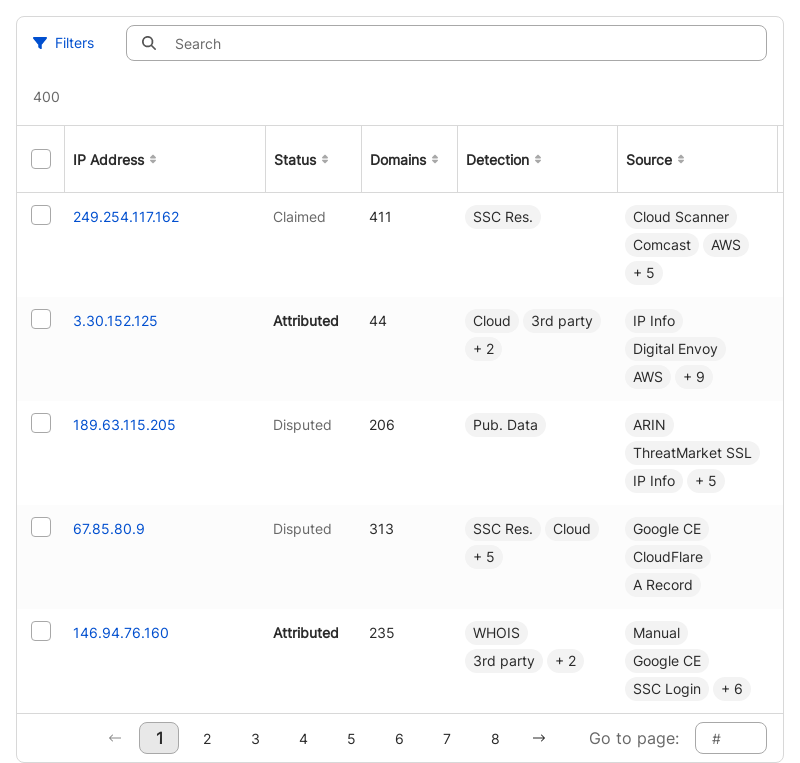 Filters
Search
400
IP Address Status Domains Detection Source
249.254.117.162 Claimed 411 SSC Res. Cloud Scanner
Comcast AWS
+ 5
3.30.152.125 Attributed 44 Cloud 3rd party IP Info
+ 2 Digital Envoy
AWS + 9
189.63.115.205 Disputed 206 Pub. Data ARIN
ThreatMarket SSL
IP Info + 5
67.85.80.9 Disputed 313 SSC Res. Cloud Google CE
+ 5 CloudFlare
A Record
146.94.76.160 Attributed 235 WHOIS Manual
3rd party + 2 Google CE
SSC Login + 6
1 2 3 4 5 6 7 8 Go to page: #